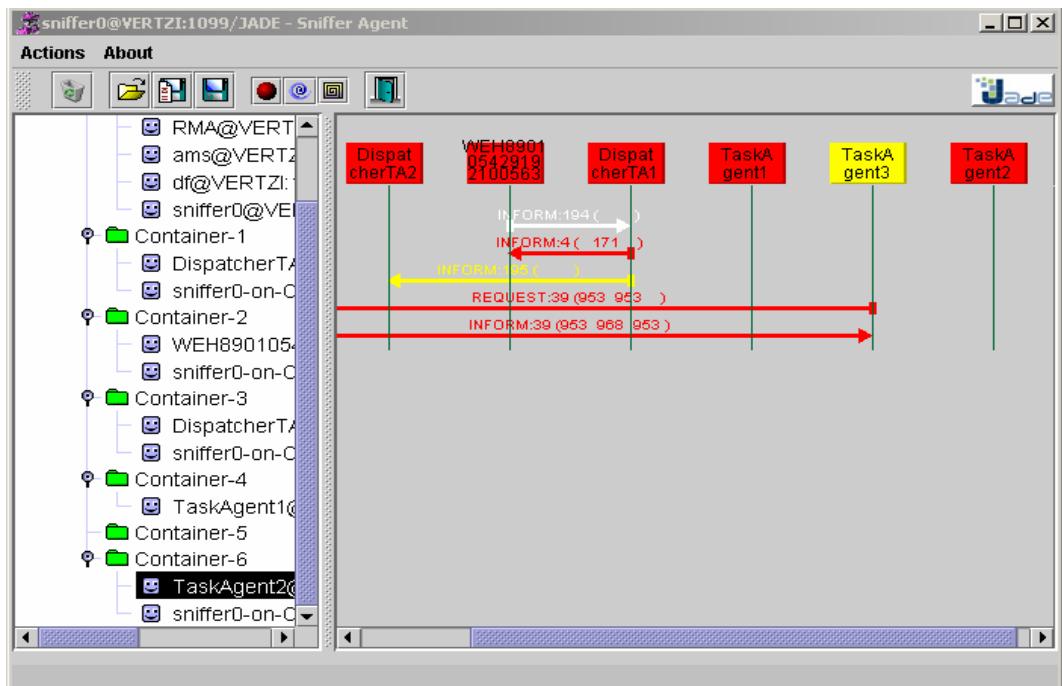 sniffer0@VERTZI:1099/JADE - Sniffer Agent
Actions About
Jade
RMA@VERT
ams@VERTZ
df@VERTZI:
sniffer0@VE
Container-1
DispatcherTA
sniffer0-on-C
Container-2
WEH8901054
sniffer0-on-C
Container-3
DispatcherTA
sniffer0-on-C
Container-4
TaskAgent1@
Container-5
Container-6
TaskAgent2@
sniffer0-on-C
Dispat
cherTA2
WEH8901
0542919
2100563
Dispat
cherTA1
TaskA
gent1
TaskA
gent3
TaskA
gent2
INFORM:194 ( )
INFORM:4 ( 171 )
INFORM:195 ( )
REQUEST:39 (953 953 )
INFORM:39 (953 968 953 )